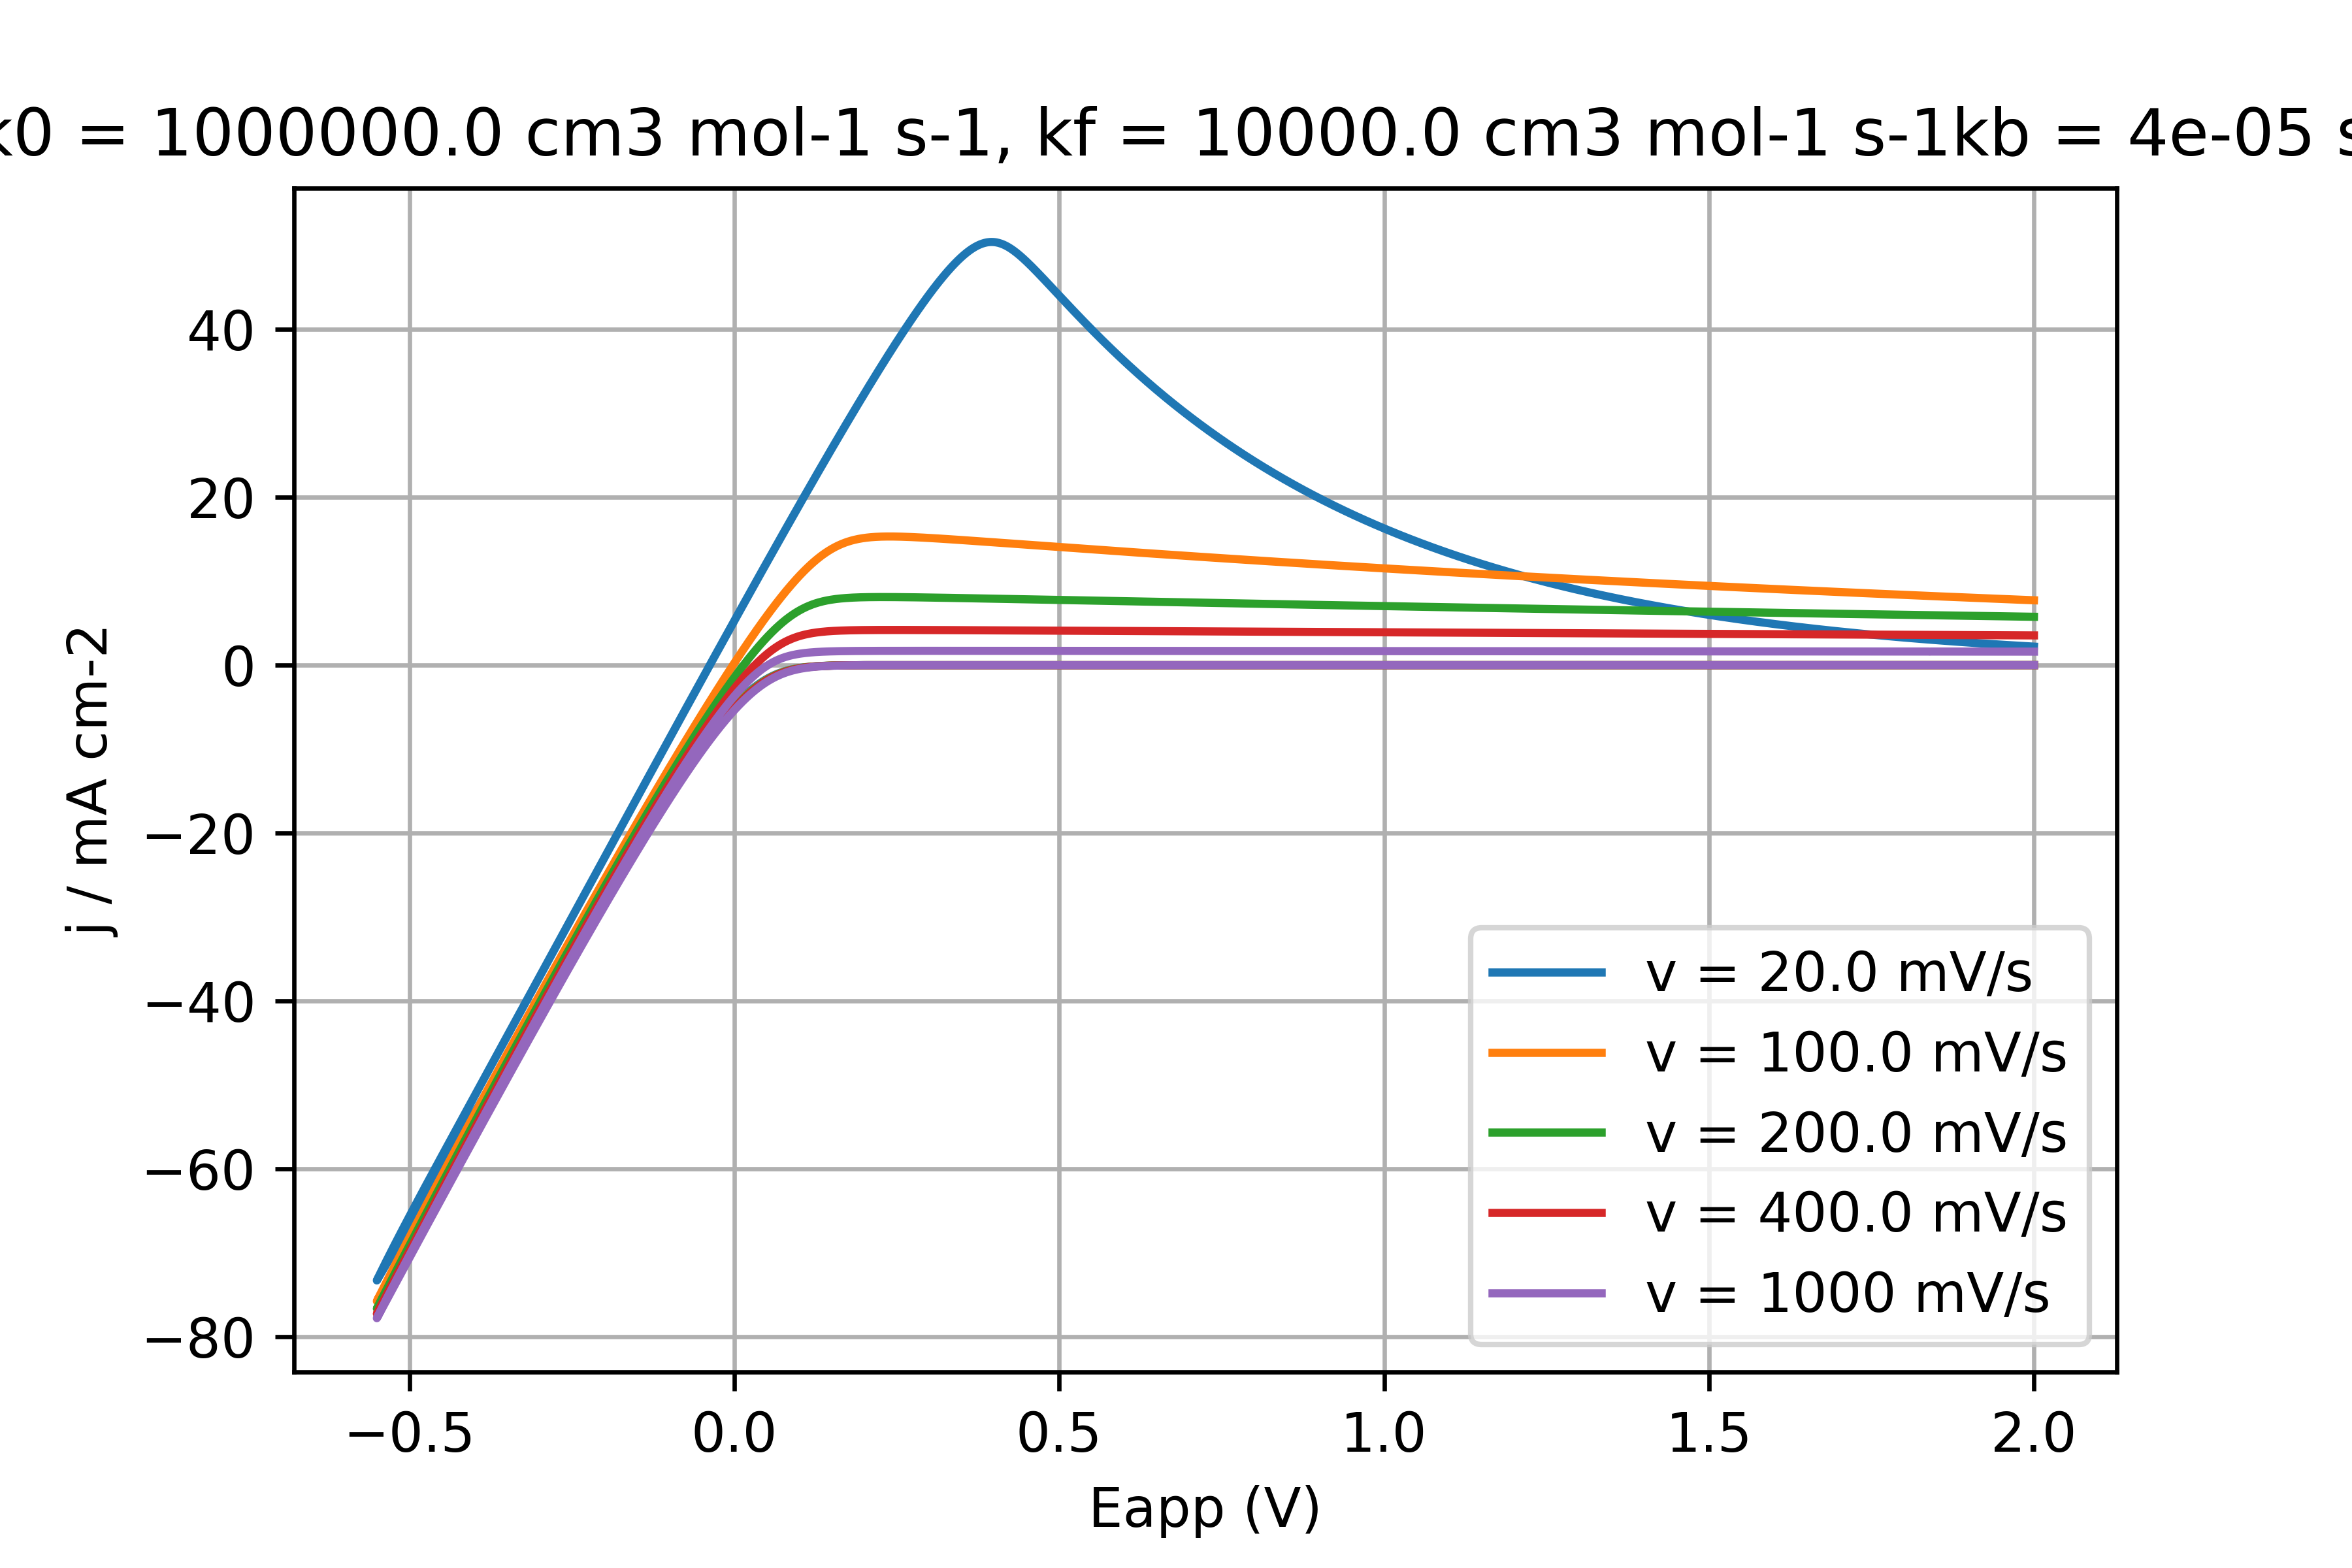 k0 = 1000000.0 cm3 mol-1 s-1, kf = 10000.0 cm3 mol-1 s-1kb = 4e-05 s
40
20
0
−20
−40
−60
−80
j / mA cm-2
v = 20.0 mV/s
v = 100.0 mV/s
v = 200.0 mV/s
v = 400.0 mV/s
v = 1000 mV/s
−0.5 0.0 0.5 1.0 1.5 2.0
Eapp (V)